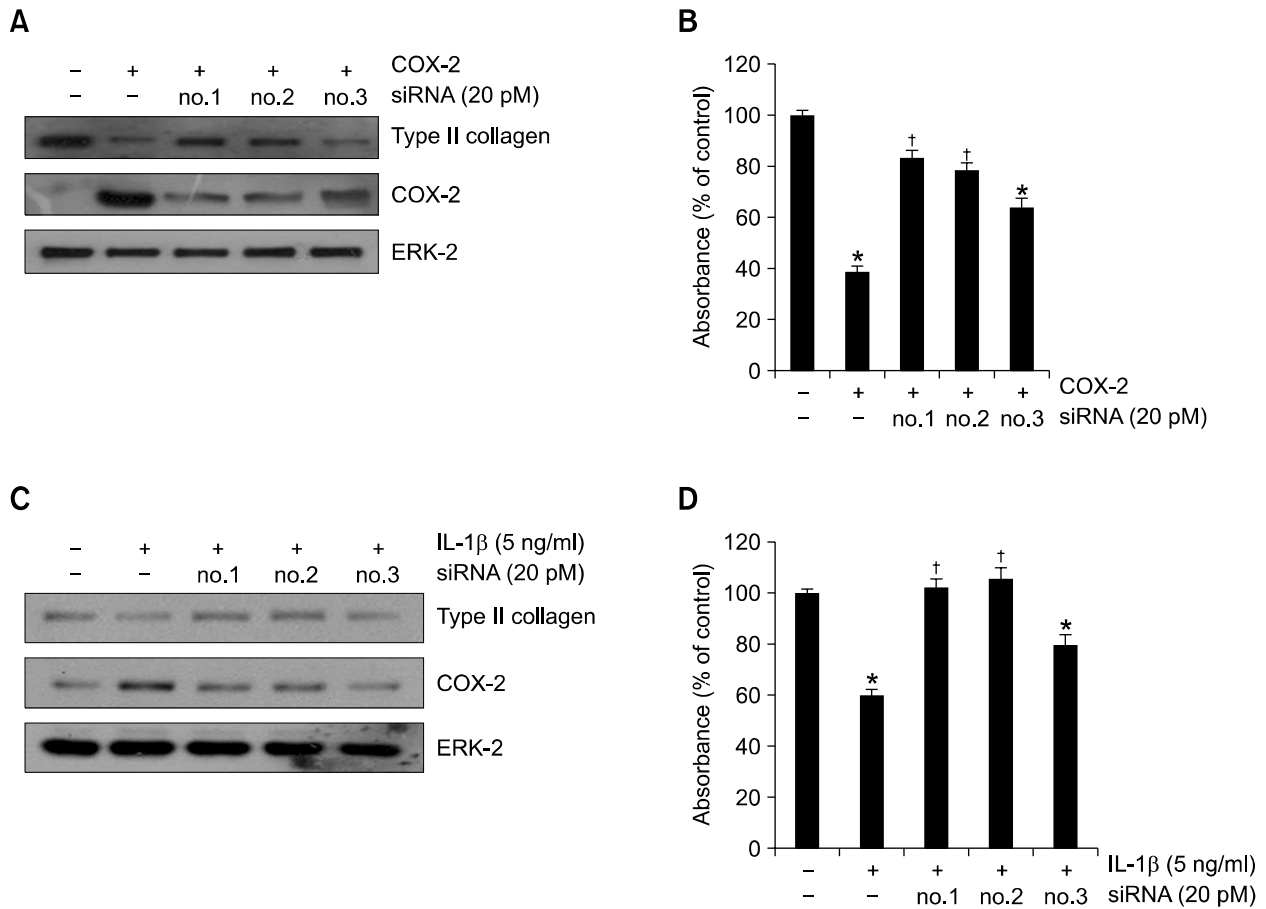 A
– + + + + COX-2
– – no.1 no.2 no.3 siRNA (20 pM)
Type II collagen
COX-2
ERK-2
B
Absorbance (% of control)
120
100
80
60
40
20
0
*
†
†
*
– + + + + COX-2
– – no.1 no.2 no.3 siRNA (20 pM)
C
– + + + + IL-1β (5 ng/ml)
– – no.1 no.2 no.3 siRNA (20 pM)
Type II collagen
COX-2
ERK-2
D
Absorbance (% of control)
120
100
80
60
40
20
0
*
†
†
*
– + + + + IL-1β (5 ng/ml)
– – no.1 no.2 no.3 siRNA (20 pM)